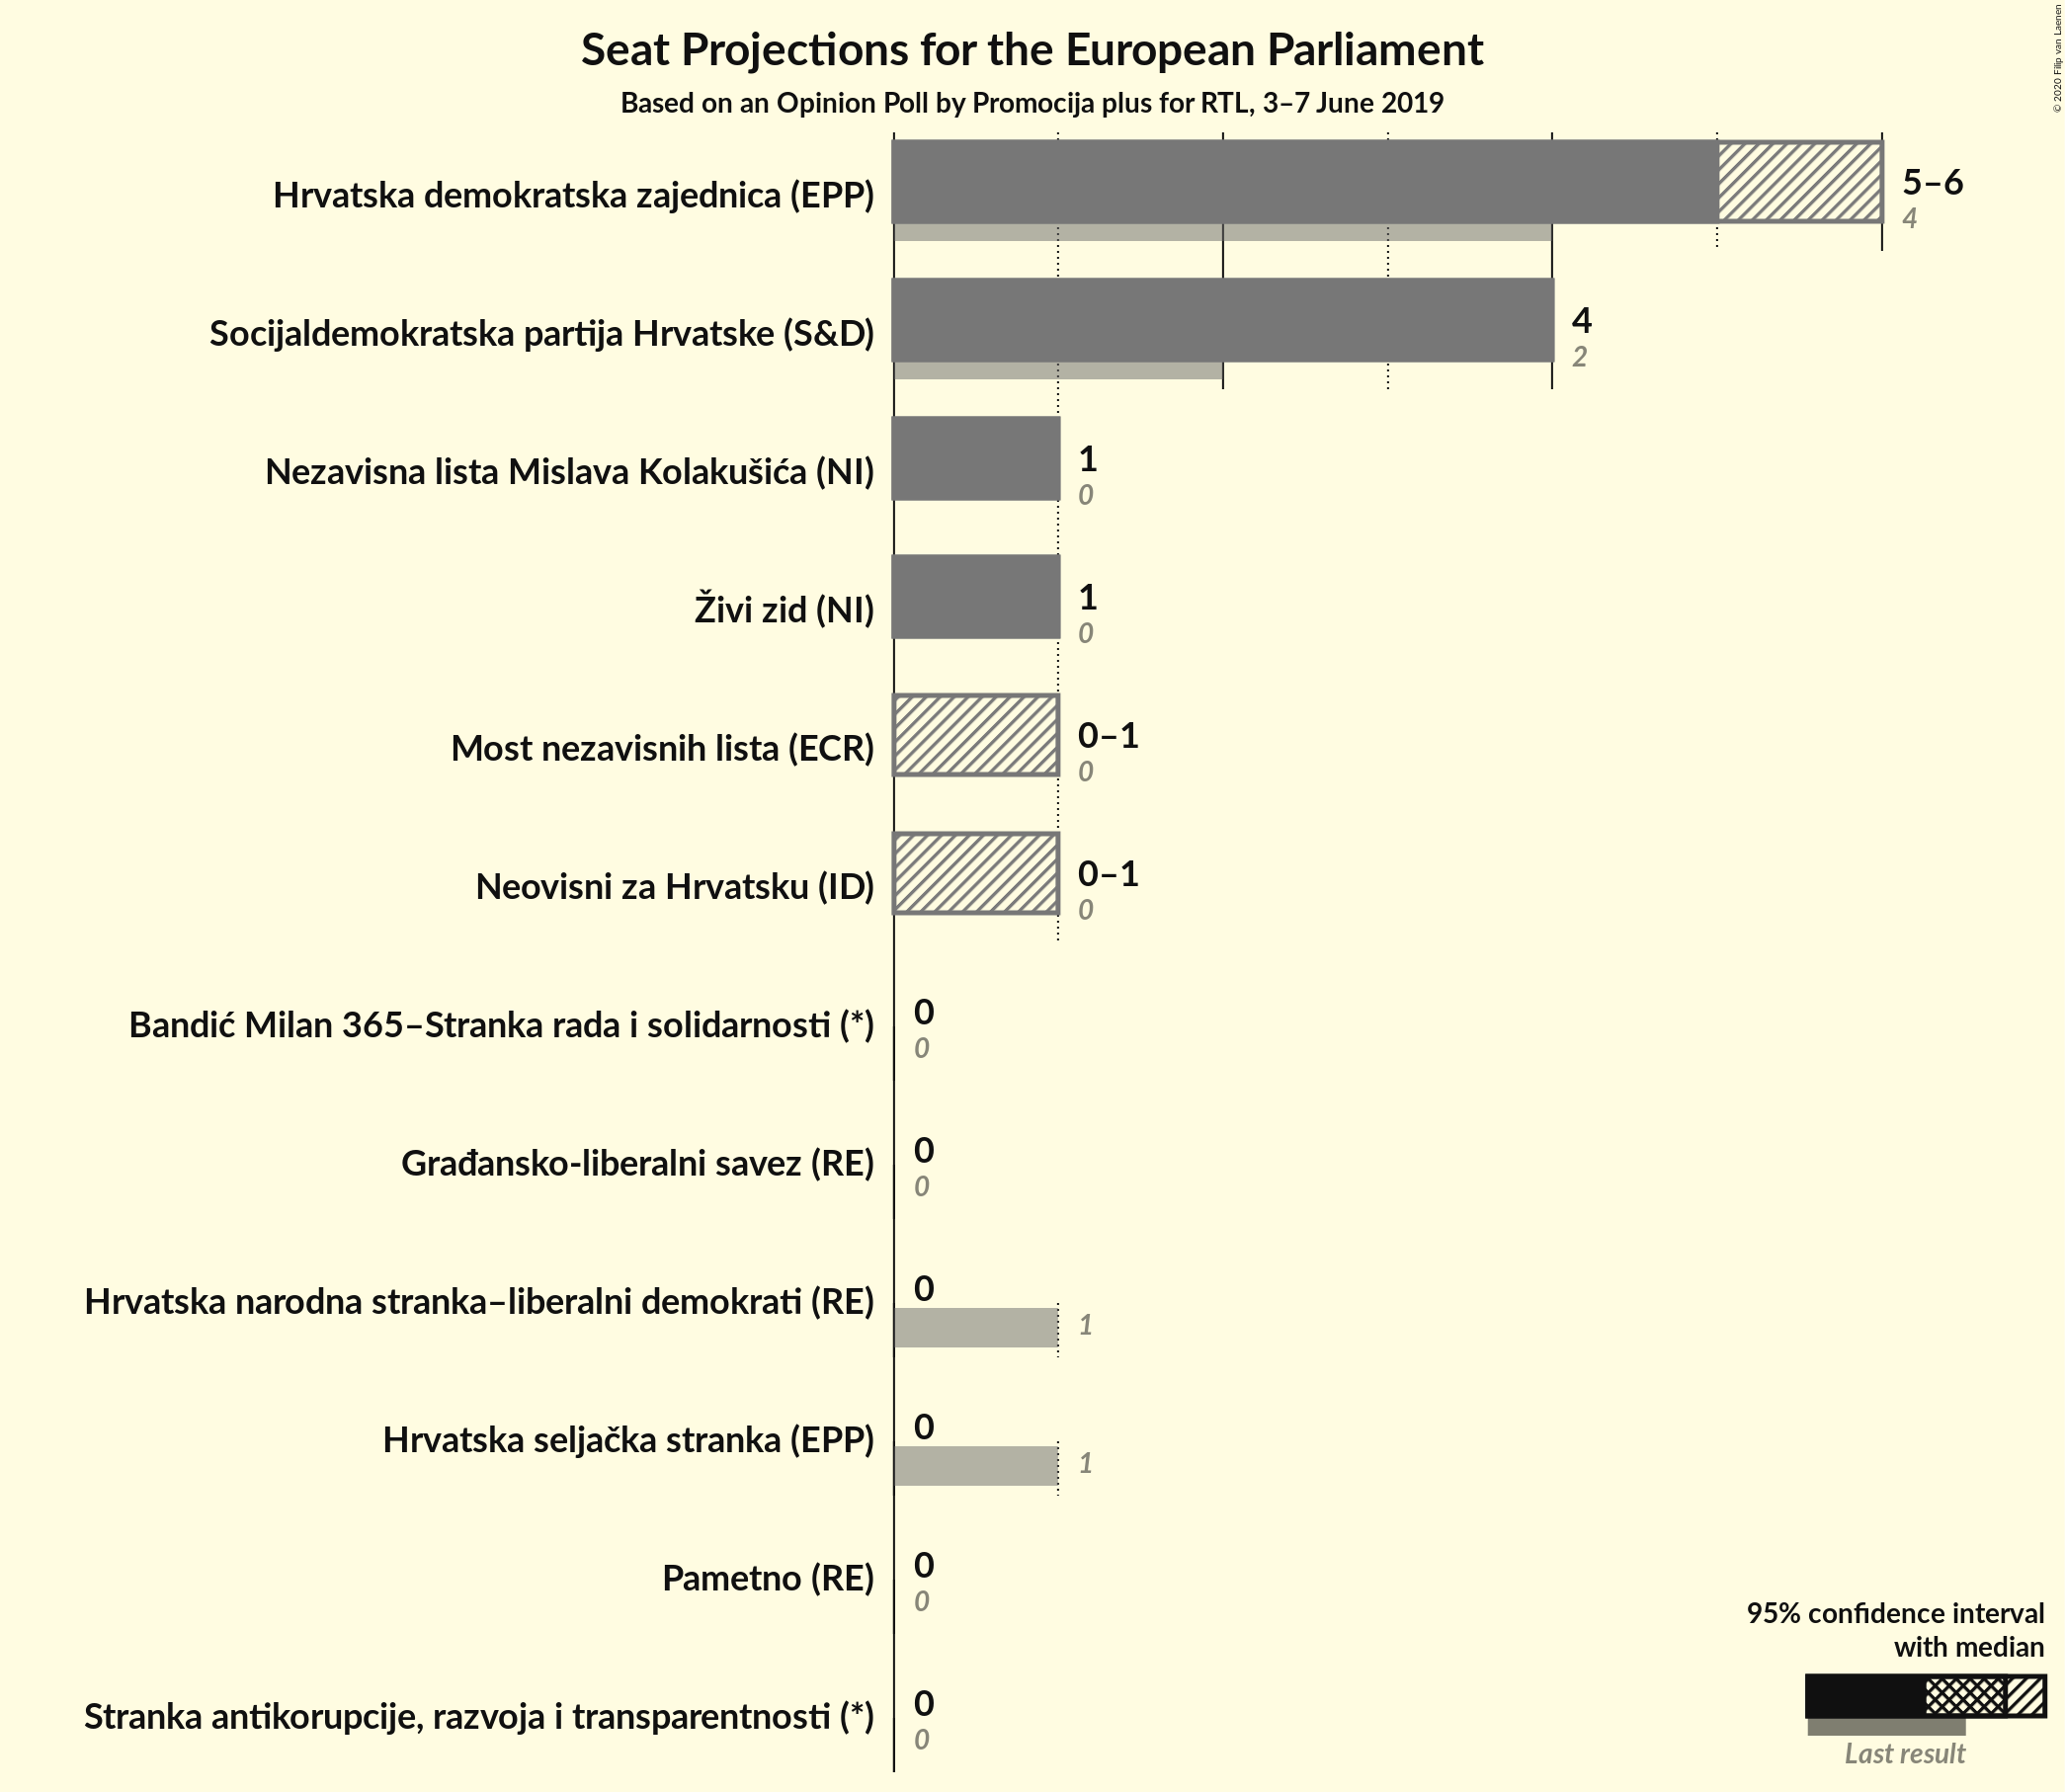 Seat Projections for the European Parliament
Based on an Opinion Poll by Promocija plus for RTL, 3–7 June 2019
© 2020 Filip van Laenen
Hrvatska demokratska zajednica (EPP)
5–6
4
Socijaldemokratska partija Hrvatske (S&D)
4
2
Nezavisna lista Mislava Kolakušića (NI)
1
0
Živi zid (NI)
1
0
Most nezavisnih lista (ECR)
0–1
0
Neovisni za Hrvatsku (ID)
0–1
0
Bandić Milan 365–Stranka rada i solidarnosti (*)
0
0
Građansko-liberalni savez (RE)
0
0
Hrvatska narodna stranka–liberalni demokrati (RE)
0
1
Hrvatska seljačka stranka (EPP)
0
1
Pametno (RE)
0
0
Stranka antikorupcije, razvoja i transparentnosti (*)
0
0
95% confidence interval
with median
Last result